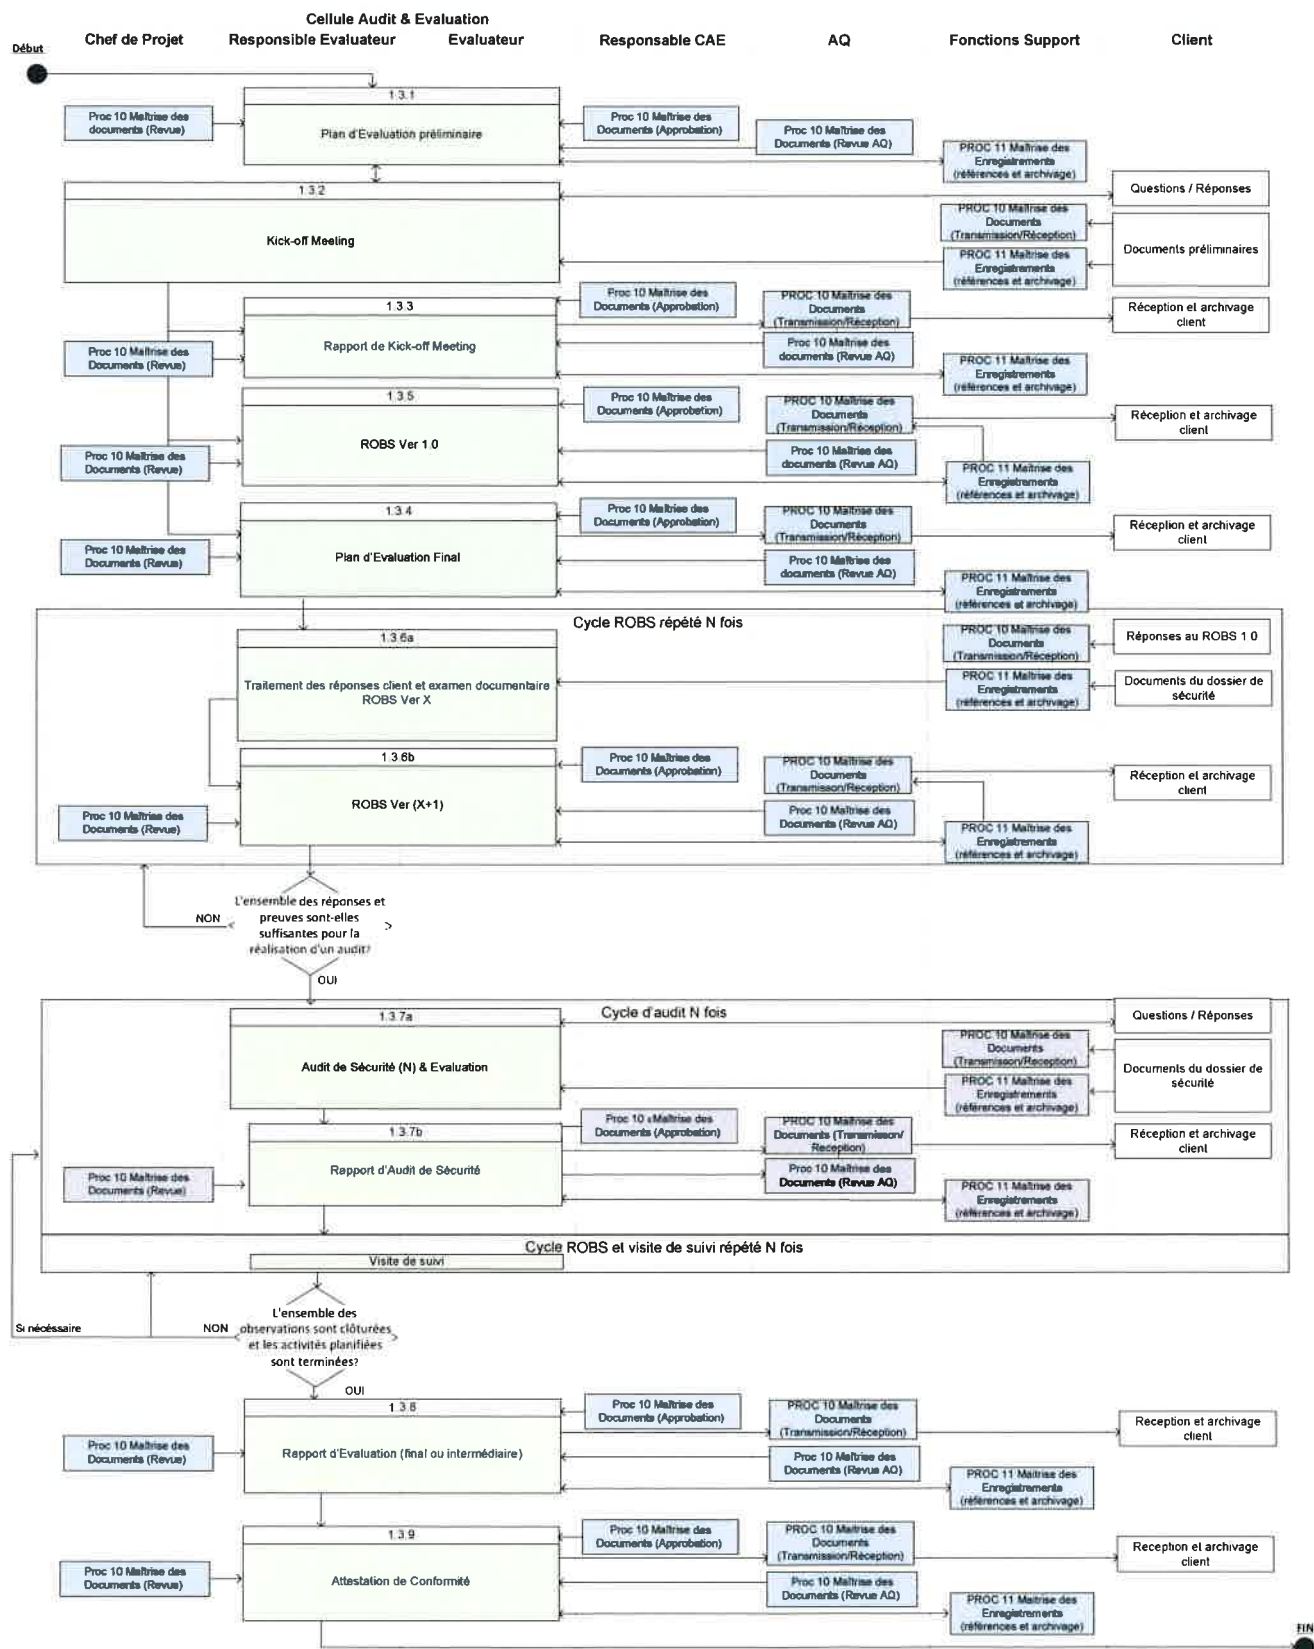 Cellule Audit & Evaluation
Chef de Projet
Responsible Evaluateur
Evaluateur
Responsable CAE
AQ
Fonctions Support
Client
Début
1.3.1
Plan d'Evaluation préliminaire
Proc 10 Maîtrise des
documents (Revue)
Proc 10 Maîtrise des
Documents (Approbation)
Proc 10 Maîtrise des
Documents (Revue AQ)
PROC 11 Maîtrise des
Enregistrements
(références et archivage)
1.3.2
Kick-off Meeting
Questions / Réponses
PROC 10 Maîtrise des
Documents
(Transmission/Réception)
Documents préliminaires
PROC 11 Maîtrise des
Enregistrements
(références et archivage)
1.3.3
Rapport de Kick-off Meeting
Proc 10 Maîtrise des
Documents (Approbation)
PROC 10 Maîtrise des
Documents
(Transmission/Réception)
Réception et archivage
client
Proc 10 Maîtrise des
Documents (Revue)
Proc 10 Maîtrise des
documents (Revue AQ)
PROC 11 Maîtrise des
Enregistrements
(références et archivage)
1.3.5
ROBS Ver 1.0
Proc 10 Maîtrise des
Documents (Approbation)
PROC 10 Maîtrise des
Documents
(Transmission/Réception)
Réception et archivage
client
Proc 10 Maîtrise des
Documents (Revue)
Proc 10 Maîtrise des
documents (Revue AQ)
PROC 11 Maîtrise des
Enregistrements
(références et archivage)
1.3.4
Plan d'Evaluation Final
Proc 10 Maîtrise des
Documents (Approbation)
PROC 10 Maîtrise des
Documents
(Transmission/Réception)
Réception et archivage
client
Proc 10 Maîtrise des
Documents (Revue)
Proc 10 Maîtrise des
documents (Revue AQ)
PROC 11 Maîtrise des
Enregistrements
(références et archivage)
Cycle ROBS répété N fois
1.3.6a
Traitement des réponses client et examen documentaire
ROBS Ver X
PROC 10 Maîtrise des
Documents
(Transmission/Réception)
Réponses au ROBS 1 0
PROC 11 Maîtrise des
Enregistrements
(références et archivage)
Documents du dossier de
sécurité
1.3.6b
ROBS Ver (X+1)
Proc 10 Maîtrise des
Documents (Approbation)
PROC 10 Maîtrise des
Documents
(Transmisson/Réception)
Réception et archivage
client
Proc 10 Maîtrise des
Documents (Revue)
Proc 10 Maîtrise des
Documents (Revue AQ)
PROC 11 Maîtrise des
Enregistrements
(références et archivage)
L'ensemble des réponses et
preuves sont-elles
suffisantes pour la
réalisation d'un audit?
NON
OUI
Cycle d'audit N fois
1.3.7a
Audit de Sécurité (N) & Evaluation
Questions / Réponses
PROC 10 Maîtrise des
Documents
(Transmisson/Reception)
Documents du dossier de
sécurité
PROC 11 Maîtrise des
Enregistrements
(références et archivage)
1.3.7b
Rapport d'Audit de Sécurité
Proc 10 «Maîtrise des
Documents (Approbation)
PROC 10 Maîtrise des
Documents (Transmisson/
Reception)
Réception et archivage
client
Proc 10 Maîtrise des
Documents (Revue)
Proc 10 Maîtrise des
Documents (Revue AQ)
PROC 11 Maîtrise des
Enregistrements
(références et archivage)
Cycle ROBS et visite de suivi répété N fois
Visite de suivi
L'ensemble des
observations sont clôturées
et les activités planifiées
sont terminées?
Si nécéssaire
NON
OUI
1.3.8
Rapport d'Evaluation (final ou intermédiaire)
Proc 10 Maîtrise des
Documents (Approbation)
PROC 10 Maîtrise des
Documents
(Transmission/Réception)
Reception et archivage
client
Proc 10 Maîtrise des
Documents (Revue)
Proc 10 Maîtrise des
Documents (Revue AQ)
PROC 11 Maîtrise des
Enregistrements
(références et archivage)
1.3.9
Attestation de Conformité
Proc 10 Maîtrise des
Documents (Approbation)
PROC 10 Maîtrise des
Documents
(Transmission/Réception)
Reception et archivage
client
Proc 10 Maîtrise des
Documents (Revue)
Proc 10 Maîtrise des
Documents (Revue AQ)
PROC 11 Maîtrise des
Enregistrements
(références et archivage)
FIN